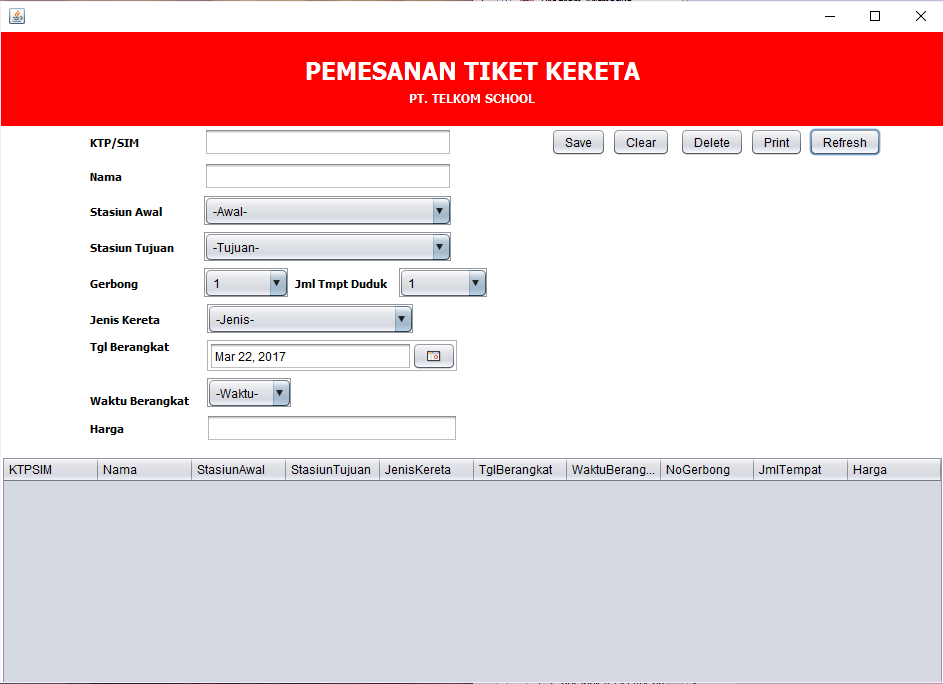 PEMESANAN TIKET KERETA
PT. TELKOM SCHOOL
KTP/SIM Save Clear Delete Print Refresh
Nama
Stasiun Awal -Awal-
Stasiun Tujuan -Tujuan-
Gerbong 1 Jml Tmpt Duduk 1
Jenis Kereta -Jenis-
Tgl Berangkat Mar 22, 2017
Waktu Berangkat -Waktu-
Harga
KTPSIM Nama StasiunAwal StasiunTujuan JenisKereta TglBerangkat WaktuBerang... NoGerbong JmlTempat Harga